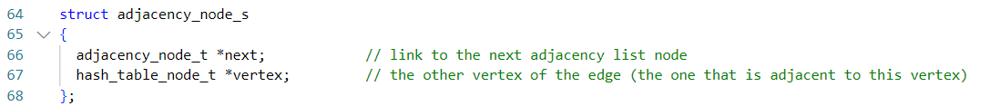 64 struct adjacency_node_s
65 {
66 adjacency_node_t *next; // link to the next adjacency list node
67 hash_table_node_t *vertex; // the other vertex of the edge (the one that is adjacent to this vertex)
68 };